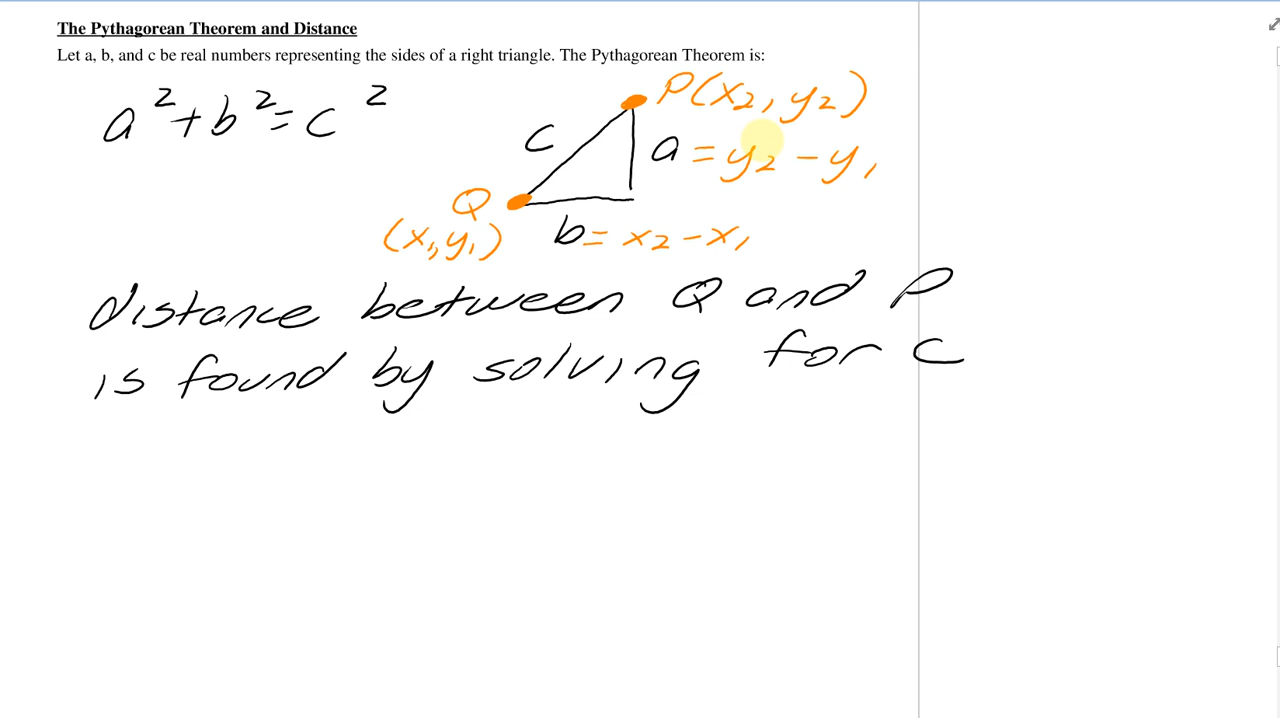 The Pythagorean Theorem and Distance
Let a, b, and c be real numbers representing the sides of a right triangle. The Pythagorean Theorem is:
a² + b² = c²
P(x₂, y₂)
c
a = y₂ - y₁
Q
(x₁, y₁)
b = x₂ - x₁
distance between Q and P
is found by solving for c